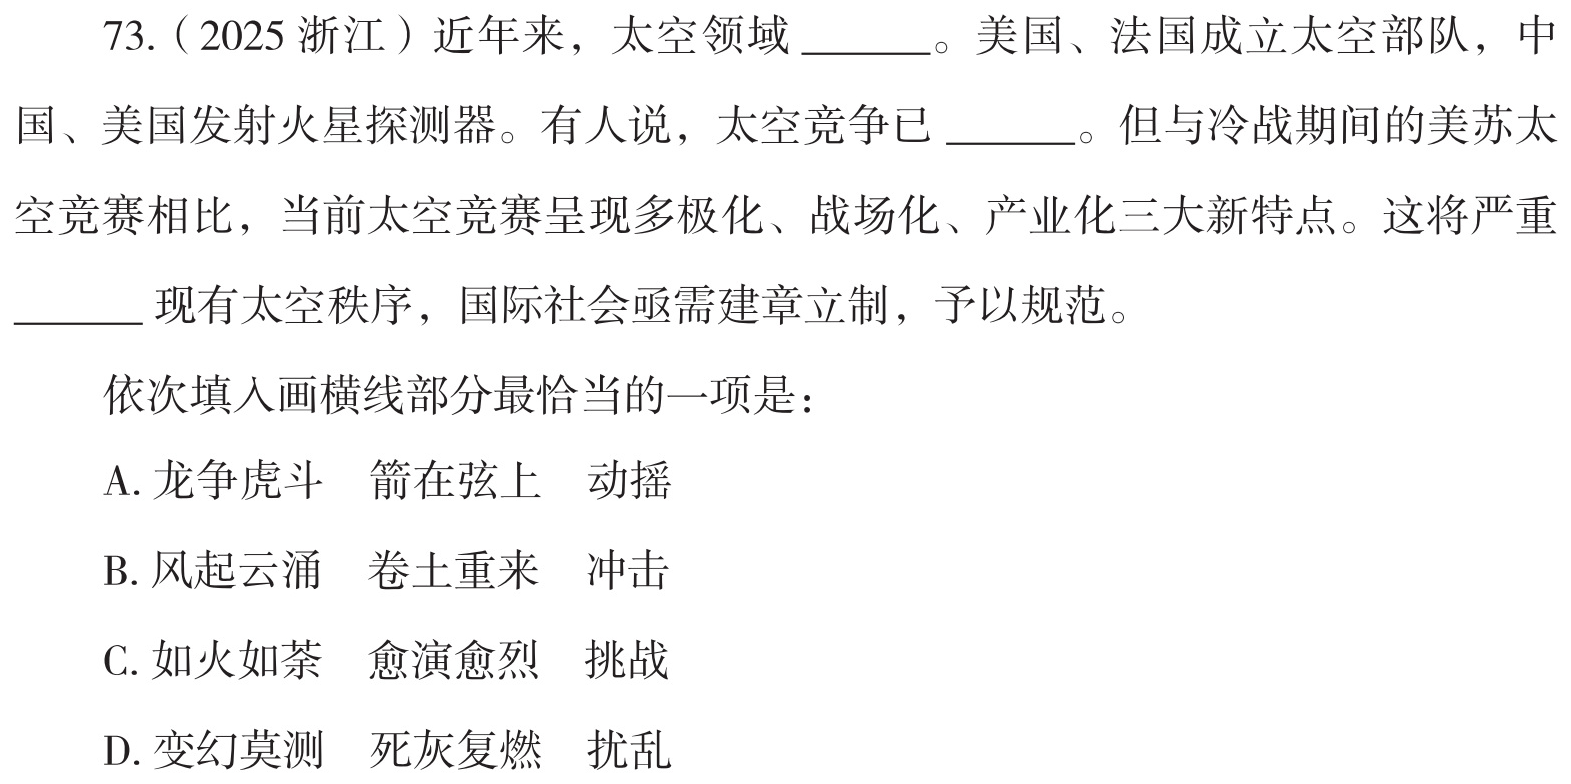 73.（2025 浙江）近年来，太空领域 ______。美国、法国成立太空部队，中
国、美国发射火星探测器。有人说，太空竞争已 ______。但与冷战期间的美苏太
空竞赛相比，当前太空竞赛呈现多极化、战场化、产业化三大新特点。这将严重
______ 现有太空秩序，国际社会亟需建章立制，予以规范。
依次填入画横线部分最恰当的一项是：
A. 龙争虎斗 箭在弦上 动摇
B. 风起云涌 卷土重来 冲击
C. 如火如荼 愈演愈烈 挑战
D. 变幻莫测 死灰复燃 扰乱